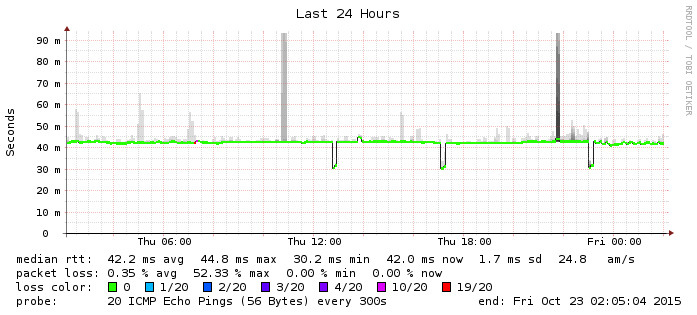 Last 24 Hours
RRDTOOL / TOBI OETIKER
Seconds
90 m
80 m
70 m
60 m
50 m
40 m
30 m
20 m
10 m
0
Thu 06:00 Thu 12:00 Thu 18:00 Fri 00:00
median rtt: 42.2 ms avg 44.8 ms max 30.2 ms min 42.0 ms now 1.7 ms sd 24.8 am/s
packet loss: 0.35 % avg 52.33 % max 0.00 % min 0.00 % now
loss color: 0 1/20 2/20 3/20 4/20 10/20 19/20
probe: 20 ICMP Echo Pings (56 Bytes) every 300s end: Fri Oct 23 02:05:04 2015